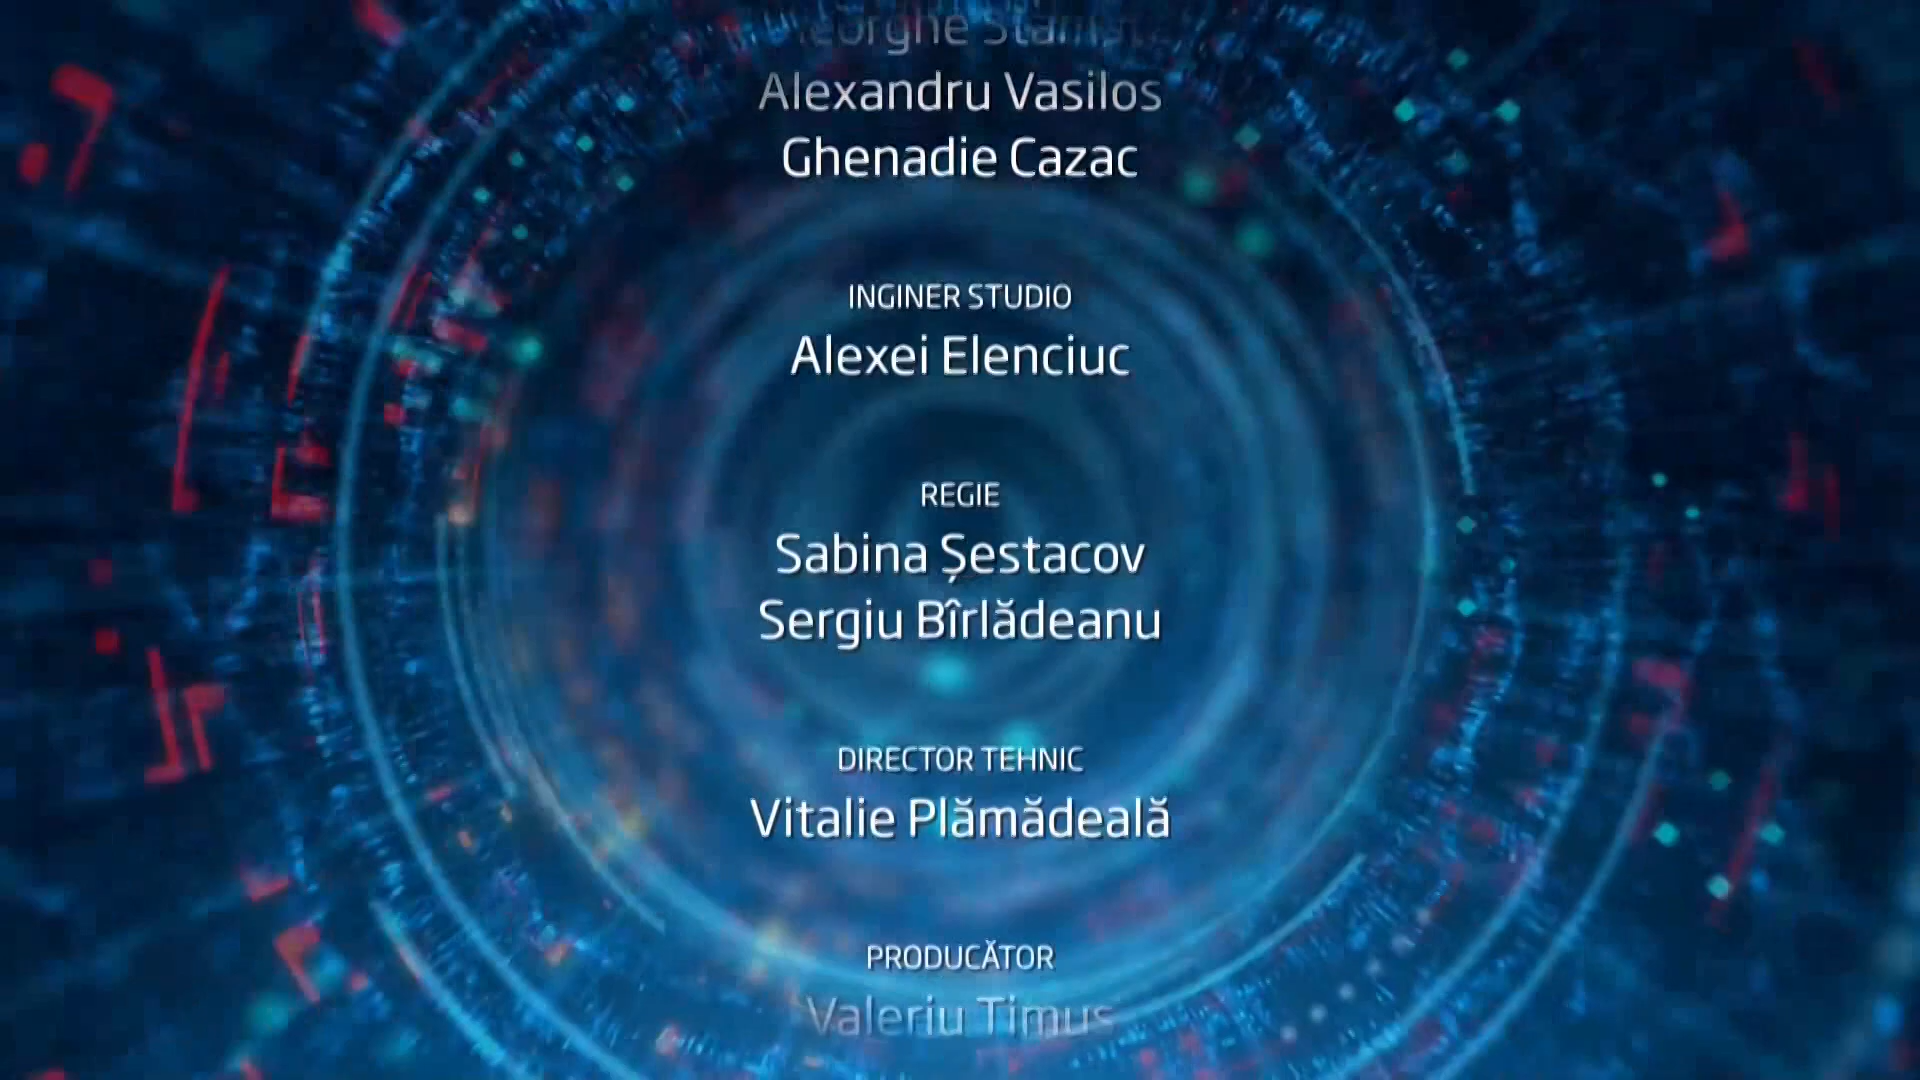 Gheorghe
Alexandru Vasilos
Ghenadie Cazac
INGINER STUDIO
Alexei Elenciuc
REGIE
Sabina Șestacov
Sergiu Bîrlădeanu
DIRECTOR TEHNIC
Vitalie Plămădeală
PRODUCĂTOR
Valeriu Timuș